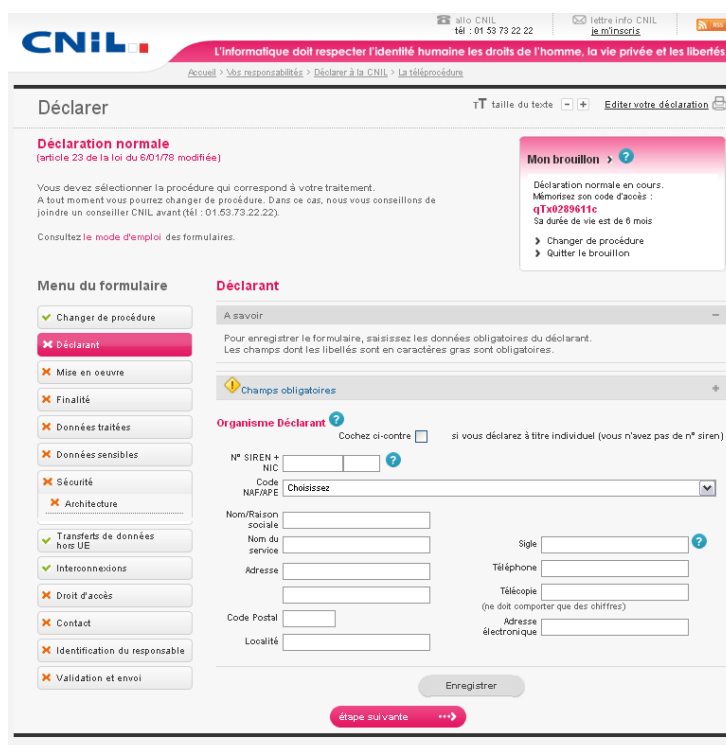 allo CNIL
tél : 01 53 73 22 22
lettre info CNIL
je m'inscris
RSS
CNIL
L'informatique doit respecter l'identité humaine les droits de l'homme, la vie privée et les libertés
Accueil > Vos responsabilités > Déclarer à la CNIL > La téléprocédure
Déclarer
TT taille du texte - +
Editer votre déclaration
Déclaration normale
(article 23 de la loi du 6/01/78 modifiée)
Vous devez sélectionner la procédure qui correspond à votre traitement.
A tout moment vous pourrez changer de procédure. Dans ce cas, nous vous conseillons de
joindre un conseiller CNIL avant (tél : 01.53.73.22.22).
Consultez le mode d'emploi des formulaires.
Mon brouillon > ?
Déclaration normale en cours.
Mémorisez son code d'accès :
qTx0289611c
Sa durée de vie est de 6 mois
> Changer de procédure
> Quitter le brouillon
Menu du formulaire
Changer de procédure
Déclarant
Mise en oeuvre
Finalité
Données traitées
Données sensibles
Sécurité
Architecture
Transferts de données
hors UE
Interconnexions
Droit d'accès
Contact
Identification du responsable
Validation et envoi
Déclarant
A savoir -
Pour enregistrer le formulaire, saisissez les données obligatoires du déclarant.
Les champs dont les libellés sont en caractères gras sont obligatoires.
Champs obligatoires +
Organisme Déclarant ?
Cochez ci-contre si vous déclarez à titre individuel (vous n'avez pas de n° siren)
N° SIREN +
NIC ?
Code
NAF/APE Choisissez
Nom/Raison
sociale
Nom du
service
Sigle ?
Adresse
Téléphone
Télécopie
(ne doit comporter que des chiffres)
Code Postal
Adresse
électronique
Localité
Enregistrer
étape suivante